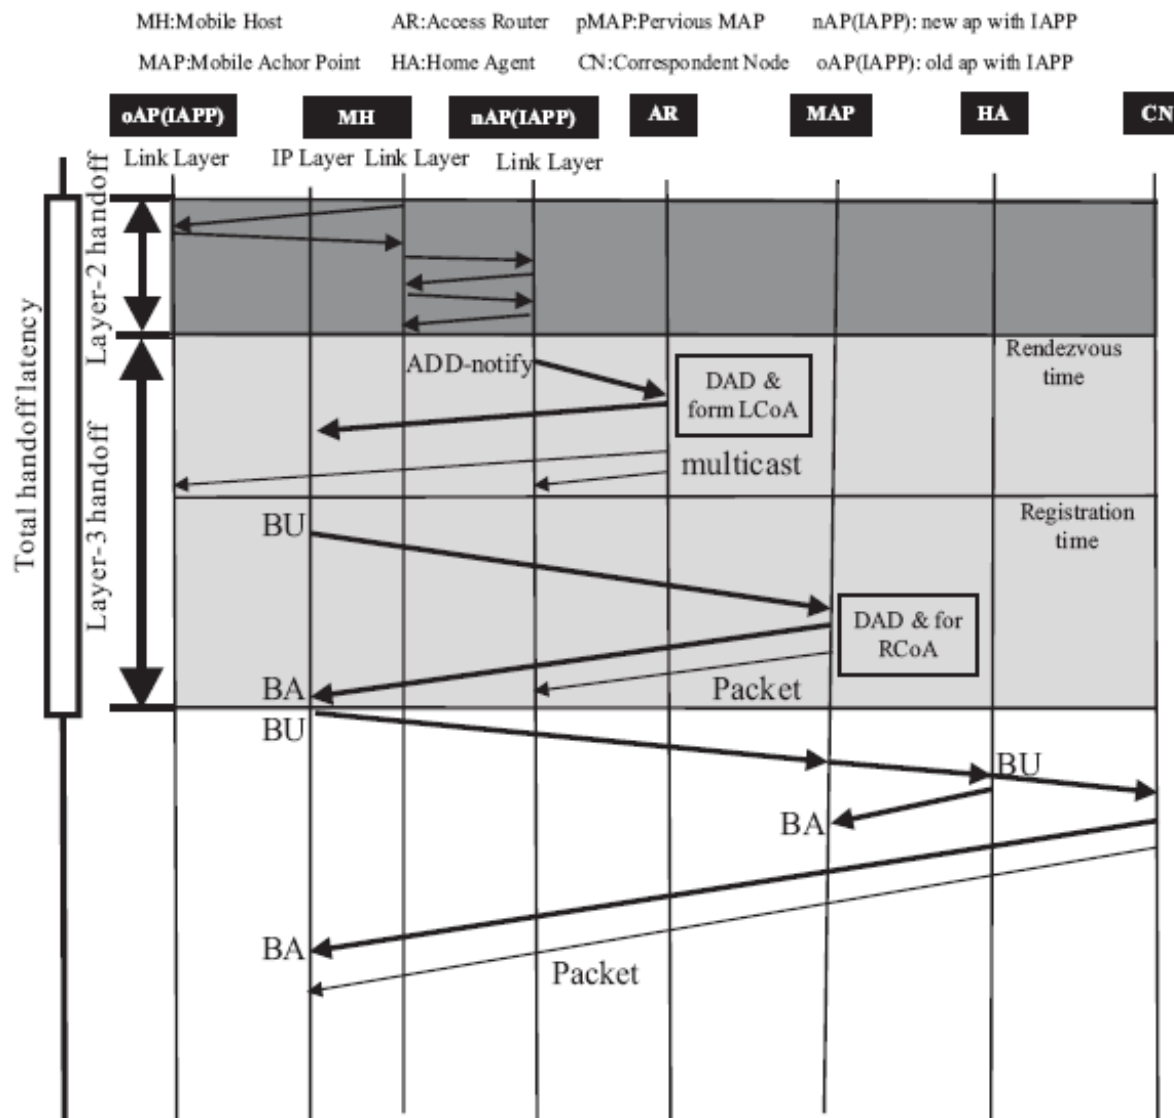 MH:Mobile Host AR:Access Router pMAP:Pervious MAP nAP(IAPP): new ap with IAPP
MAP:Mobile Achor Point HA:Home Agent CN:Correspondent Node oAP(IAPP): old ap with IAPP
oAP(IAPP) MH nAP(IAPP) AR MAP HA CN
Link Layer IP Layer Link Layer Link Layer
Total handoff latency
Layer-2 handoff
Layer-3 handoff
Rendezvous
time
ADD-notify
DAD &
form LCoA
multicast
Registration
time
BU
DAD & for
RCoA
BA
Packet
BU
BU
BA
BA
Packet